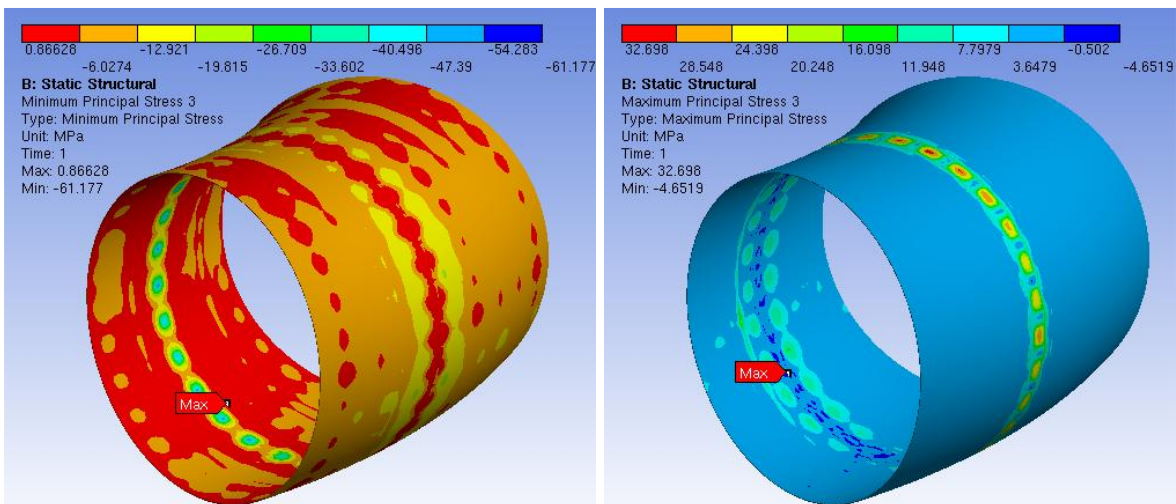 0.86628 -12.921 -26.709 -40.496 -54.283
-6.0274 -19.815 -33.602 -47.39 -61.177
B: Static Structural
Minimum Principal Stress 3
Type: Minimum Principal Stress
Unit: MPa
Time: 1
Max: 0.86628
Min: -61.177
Max
32.698 24.398 16.098 7.7979 -0.502
28.548 20.248 11.948 3.6479 -4.6519
B: Static Structural
Maximum Principal Stress 3
Type: Maximum Principal Stress
Unit: MPa
Time: 1
Max: 32.698
Min: -4.6519
Max